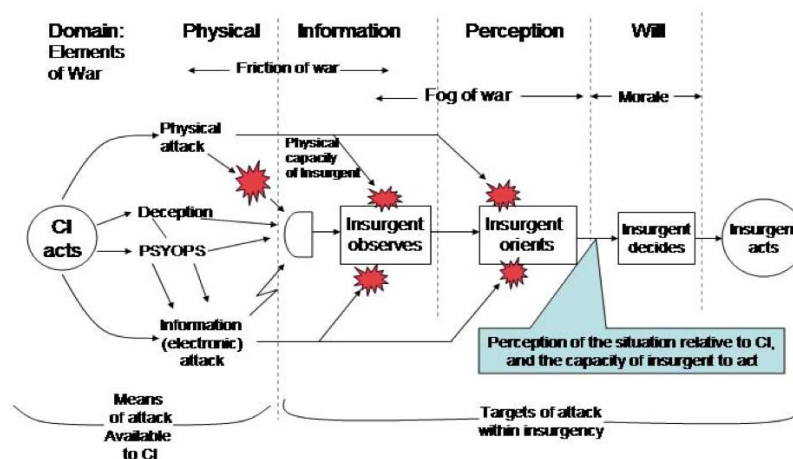 Domain:
Elements
of War
Physical
Information
Perception
Will
Friction of war
Fog of war
Morale
Physical
attack
Physical
capacity
of Insurgent
CI
acts
Deception
PSYOPS
Information
(electronic)
attack
Insurgent
observes
Insurgent
orients
Insurgent
decides
Insurgent
acts
Perception of the situation relative to CI,
and the capacity of insurgent to act
Means
of attack
Available
to CI
Targets of attack
within insurgency